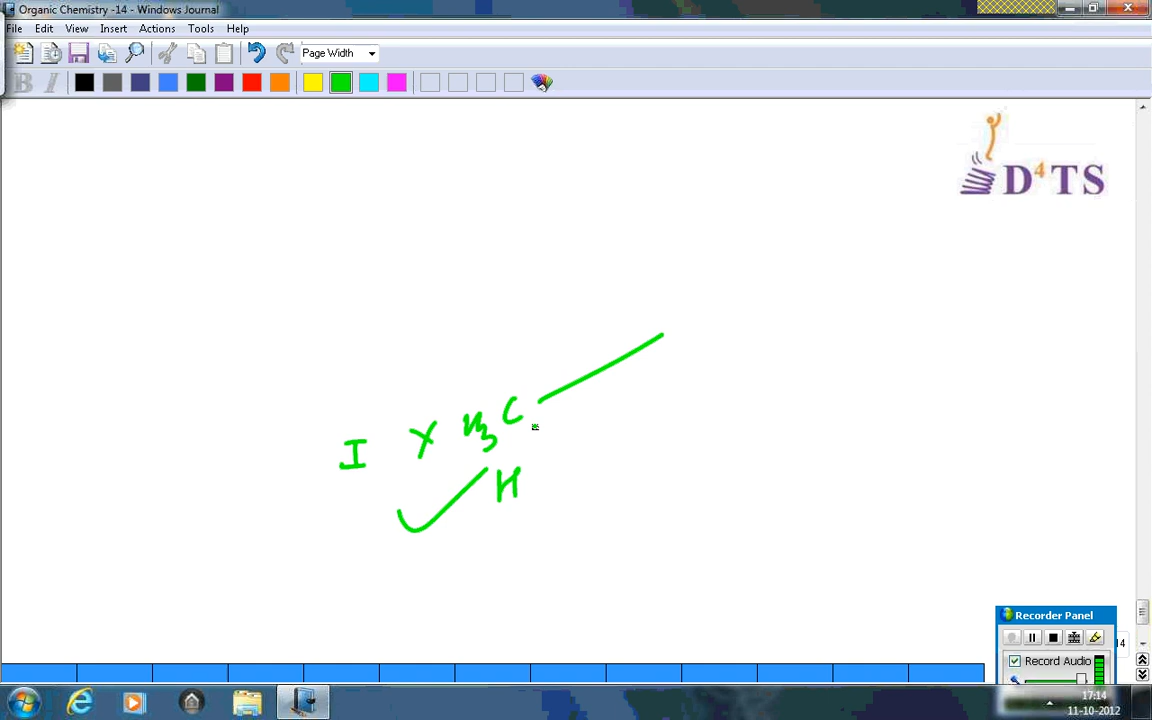 Organic Chemistry -14 - Windows Journal
File Edit View Insert Actions Tools Help
Page Width
B I
D4TS
I X C
H
Recorder Panel
14
Record Audio
17:14
11-10-2012